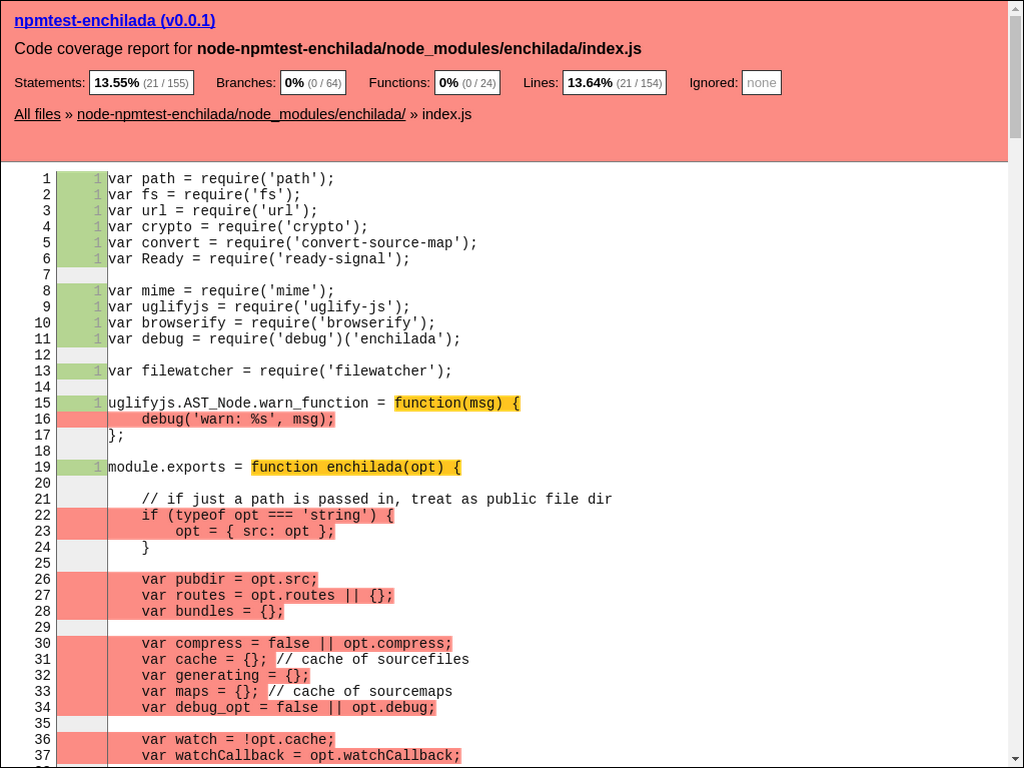 npmtest-enchilada (v0.0.1)
Code coverage report for node-npmtest-enchilada/node_modules/enchilada/index.js
Statements: 13.55% (21 / 155) Branches: 0% (0 / 64) Functions: 0% (0 / 24) Lines: 13.64% (21 / 154) Ignored: none
All files » node-npmtest-enchilada/node_modules/enchilada/ » index.js
1 1 var path = require('path');
2 1 var fs = require('fs');
3 1 var url = require('url');
4 1 var crypto = require('crypto');
5 1 var convert = require('convert-source-map');
6 1 var Ready = require('ready-signal');
7
8 1 var mime = require('mime');
9 1 var uglifyjs = require('uglify-js');
10 1 var browserify = require('browserify');
11 1 var debug = require('debug')('enchilada');
12
13 1 var filewatcher = require('filewatcher');
14
15 1 uglifyjs.AST_Node.warn_function = function(msg) {
16 debug('warn: %s', msg);
17 };
18
19 1 module.exports = function enchilada(opt) {
20
21 // if just a path is passed in, treat as public file dir
22 if (typeof opt === 'string') {
23 opt = { src: opt };
24 }
25
26 var pubdir = opt.src;
27 var routes = opt.routes || {};
28 var bundles = {};
29
30 var compress = false || opt.compress;
31 var cache = {}; // cache of sourcefiles
32 var generating = {};
33 var maps = {}; // cache of sourcemaps
34 var debug_opt = false || opt.debug;
35
36 var watch = !opt.cache;
37 var watchCallback = opt.watchCallback;